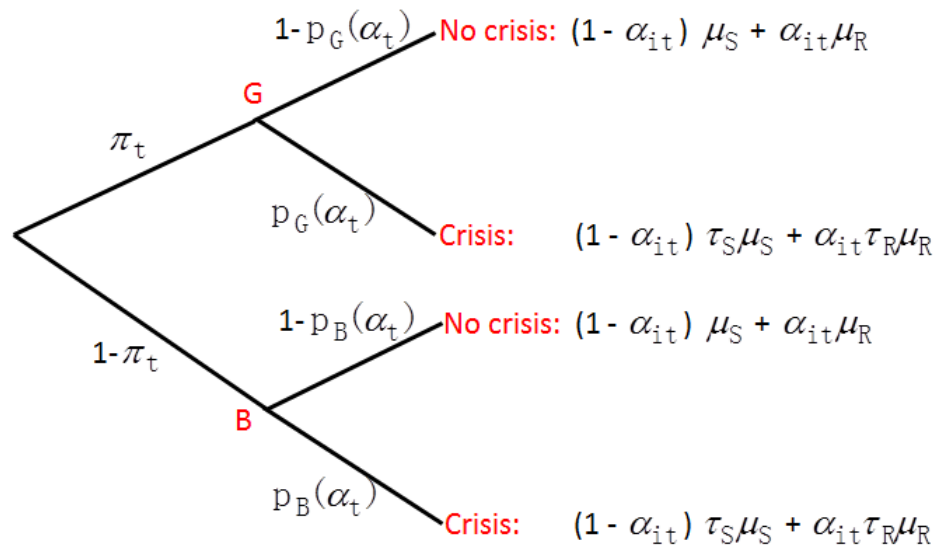 1-p_G(α_t) No crisis: (1 - α_it) μ_S + α_it μ_R
G
π_t
p_G(α_t)
Crisis: (1 - α_it) τ_S μ_S + α_it τ_R μ_R
1-p_B(α_t) No crisis: (1 - α_it) μ_S + α_it μ_R
1-π_t
B
p_B(α_t)
Crisis: (1 - α_it) τ_S μ_S + α_it τ_R μ_R